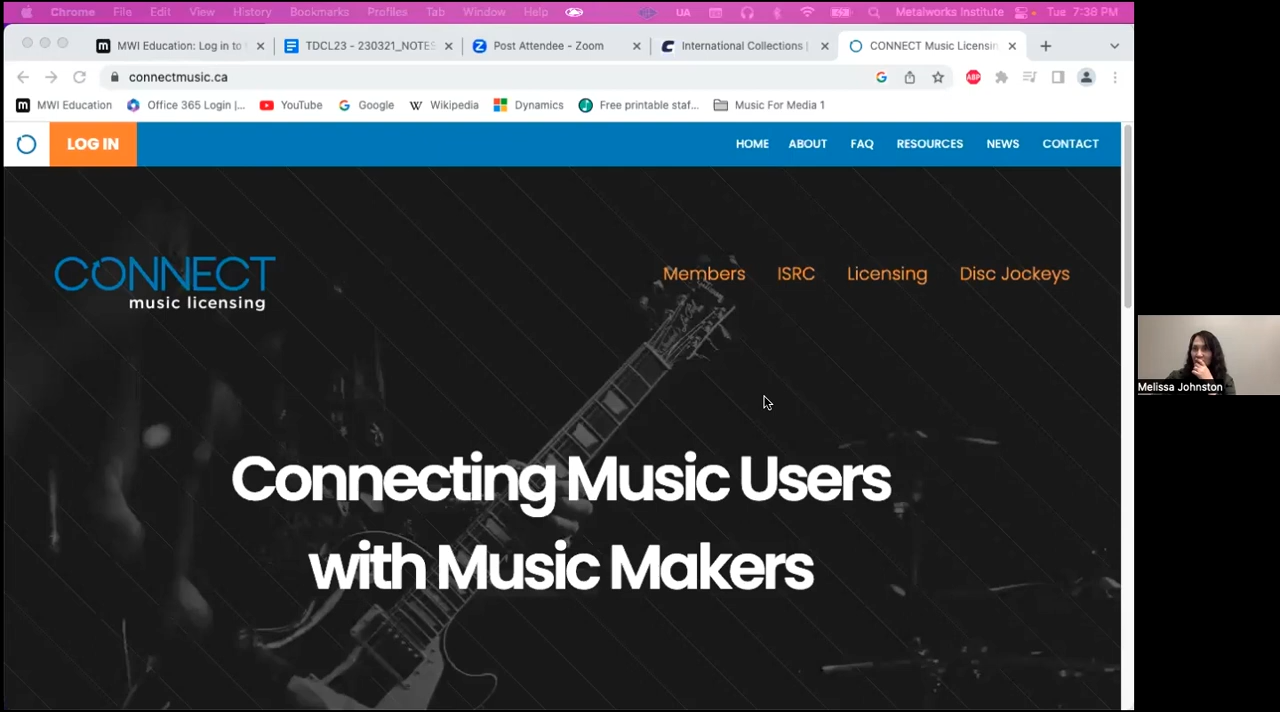 Chrome File Edit View History Bookmarks Profiles Tab Window Help UA Metalworks Institute Tue 7:38 PM
MWI Education: Log in to TDCL23 - 230321_NOTES Post Attendee - Zoom International Collections | CONNECT Music Licensin
connectmusic.ca ABP
MWI Education Office 365 Login |... YouTube Google Wikipedia Dynamics Free printable staf... Music For Media 1
LOG IN HOME ABOUT FAQ RESOURCES NEWS CONTACT
CONNECT
music licensing
Members ISRC Licensing Disc Jockeys
Connecting Music Users
with Music Makers
Melissa Johnston